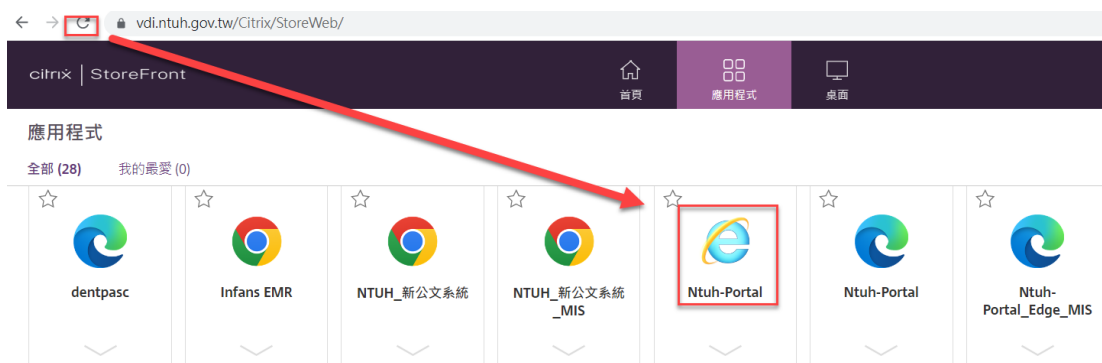 vdi.ntuh.gov.tw/Citrix/StoreWeb/
citrix | StoreFront
首頁
應用程式
桌面
應用程式
全部 (28) 我的最愛 (0)
dentpasc
Infans EMR
NTUH_新公文系統
NTUH_新公文系統
_MIS
Ntuh-Portal
Ntuh-Portal
Ntuh-
Portal_Edge_MIS